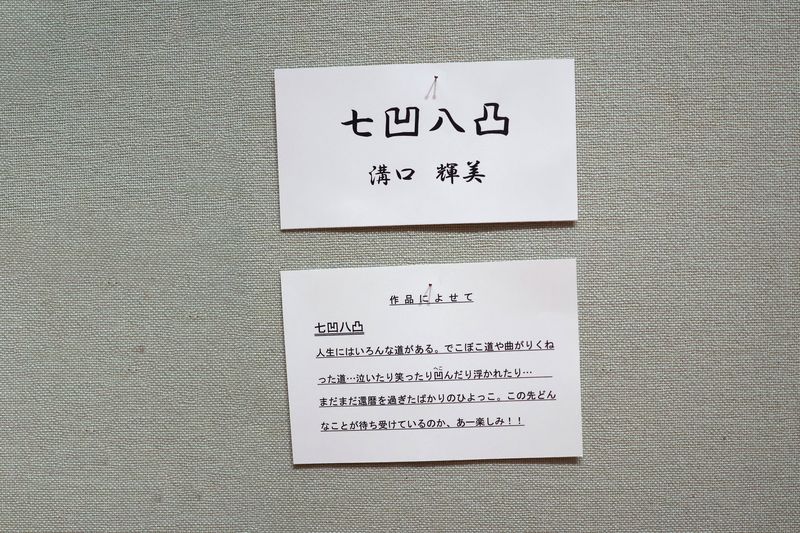 七凹八凸
溝口 輝美
作品によせて
七凹八凸
人生にはいろんな道がある。でこぼこ道や曲がりくね
った道…泣いたり笑ったり凹んだり浮かれたり…
まだまだ還暦を過ぎたばかりのひよっこ。この先どん
なことが待ち受けているのか、あー楽しみ！！